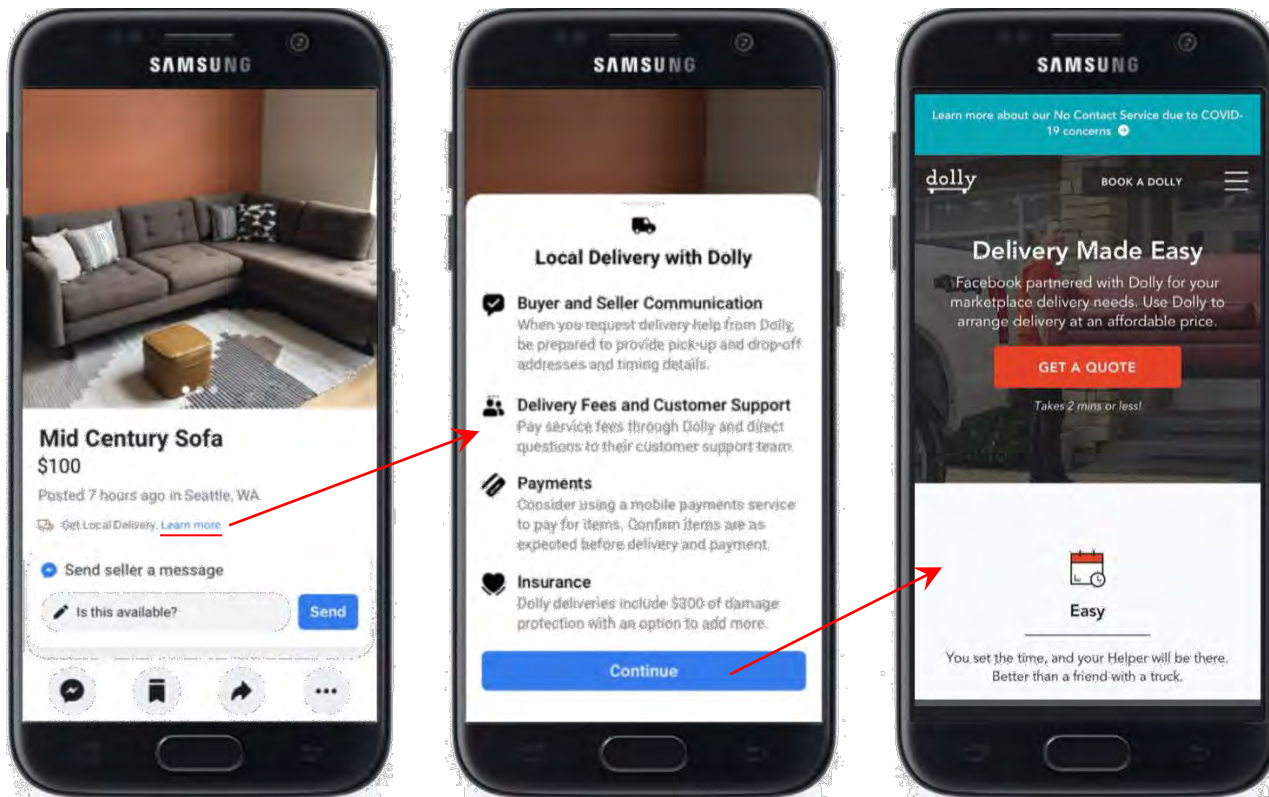 SAMSUNG
Mid Century Sofa
$100
Posted 7 hours ago in Seattle, WA
Get Local Delivery. Learn more
Send seller a message
Is this available?
Send
SAMSUNG
Local Delivery with Dolly
Buyer and Seller Communication
When you request delivery help from Dolly,
be prepared to provide pick-up and drop-off
addresses and timing details.
Delivery Fees and Customer Support
Pay service fees through Dolly and direct
questions to their customer support team.
Payments
Consider using a mobile payments service
to pay for items. Confirm items are as
expected before delivery and payment.
Insurance
Dolly deliveries include $300 of damage
protection with an option to add more.
Continue
SAMSUNG
Learn more about our No Contact Service due to COVID-
19 concerns
dolly
BOOK A DOLLY
Delivery Made Easy
Facebook partnered with Dolly for your
marketplace delivery needs. Use Dolly to
arrange delivery at an affordable price.
GET A QUOTE
Takes 2 mins or less!
Easy
You set the time, and your Helper will be there.
Better than a friend with a truck.